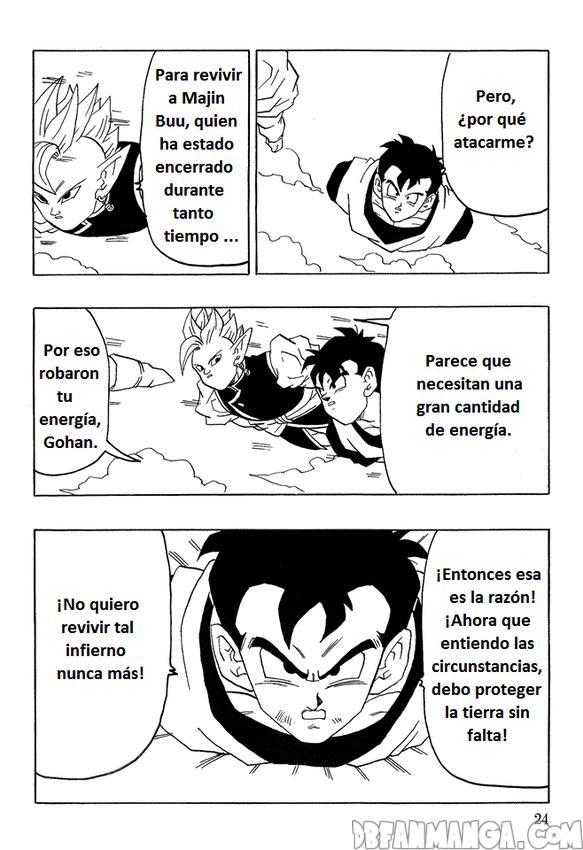 Pero,
¿por qué
atacarme?
Para revivir
a Majin
Buu, quien
ha estado
encerrado
durante
tanto
tiempo ...
Parece que
necesitan una
gran cantidad
de energía.
Por eso
robaron
tu
energía,
Gohan.
¡Entonces esa
es la razón!
¡Ahora que
entiendo las
circunstancias,
debo proteger
la tierra sin
falta!
¡No quiero
revivir tal
infierno
nunca más!
24
DBFANMANGA.COM